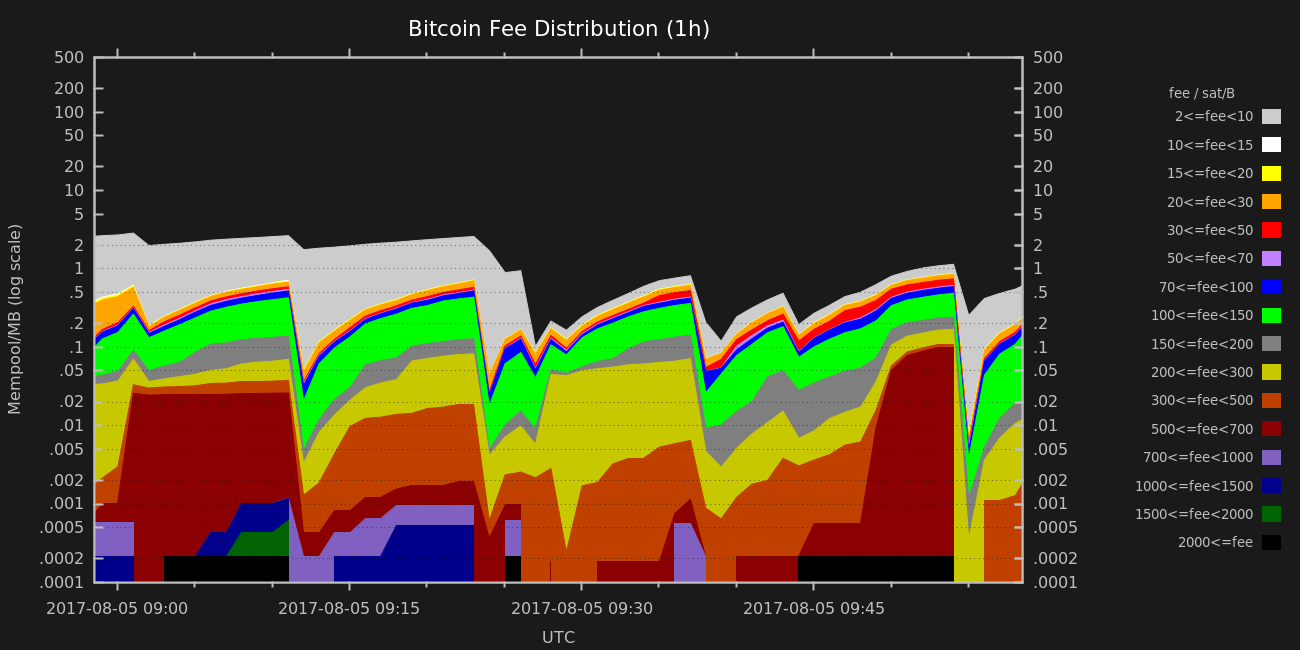 Bitcoin Fee Distribution (1h)
Mempool/MB (log scale)
500
200
100
50
20
10
5
2
1
.5
.2
.1
.05
.02
.01
.005
.002
.001
.0005
.0002
.0001
500
200
100
50
20
10
5
2
1
.5
.2
.1
.05
.02
.01
.005
.002
.001
.0005
.0002
.0001
2017-08-05 09:00 2017-08-05 09:15 2017-08-05 09:30 2017-08-05 09:45
UTC
fee / sat/B
2<=fee<10
10<=fee<15
15<=fee<20
20<=fee<30
30<=fee<50
50<=fee<70
70<=fee<100
100<=fee<150
150<=fee<200
200<=fee<300
300<=fee<500
500<=fee<700
700<=fee<1000
1000<=fee<1500
1500<=fee<2000
2000<=fee